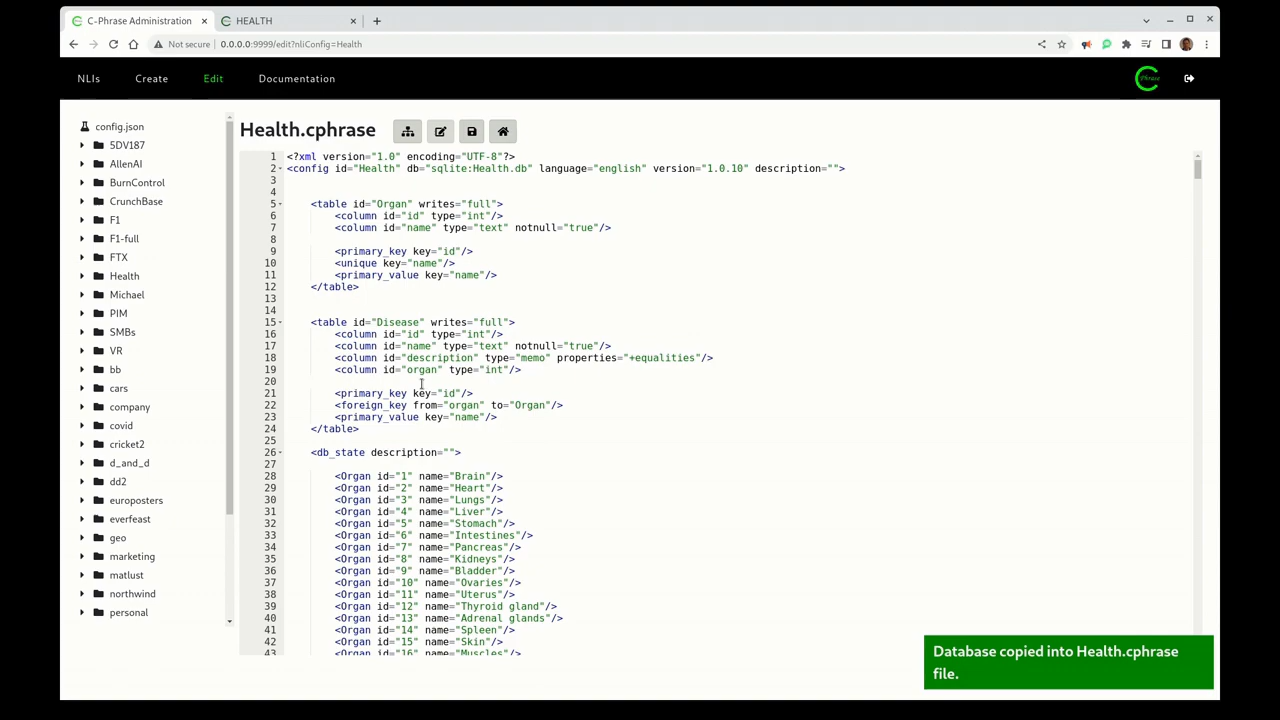 C-Phrase Administration
HEALTH
Not secure
0.0.0.0:9999/edit?nliConfig=Health
NLIs
Create
Edit
Documentation
Phrase
config.json
5DV187
AllenAI
BurnControl
CrunchBase
F1
F1-full
FTX
Health
Michael
PIM
SMBs
VR
bb
cars
company
covid
cricket2
d_and_d
dd2
europosters
everfeast
geo
marketing
matlust
northwind
personal
Health.cphrase
1 <?xml version="1.0" encoding="UTF-8"?>
2 <config id="Health" db="sqlite:Health.db" language="english" version="1.0.10" description="">
3
4
5 <table id="Organ" writes="full">
6 <column id="id" type="int"/>
7 <column id="name" type="text" notnull="true"/>
8
9 <primary_key key="id"/>
10 <unique key="name"/>
11 <primary_value key="name"/>
12 </table>
13
14
15 <table id="Disease" writes="full">
16 <column id="id" type="int"/>
17 <column id="name" type="text" notnull="true"/>
18 <column id="description" type="memo" properties="+equalities"/>
19 <column id="organ" type="int"/>
20
21 <primary_key key="id"/>
22 <foreign_key from="organ" to="Organ"/>
23 <primary_value key="name"/>
24 </table>
25
26 <db_state description="">
27
28 <Organ id="1" name="Brain"/>
29 <Organ id="2" name="Heart"/>
30 <Organ id="3" name="Lungs"/>
31 <Organ id="4" name="Liver"/>
32 <Organ id="5" name="Stomach"/>
33 <Organ id="6" name="Intestines"/>
34 <Organ id="7" name="Pancreas"/>
35 <Organ id="8" name="Kidneys"/>
36 <Organ id="9" name="Bladder"/>
37 <Organ id="10" name="Ovaries"/>
38 <Organ id="11" name="Uterus"/>
39 <Organ id="12" name="Thyroid gland"/>
40 <Organ id="13" name="Adrenal glands"/>
41 <Organ id="14" name="Spleen"/>
42 <Organ id="15" name="Skin"/>
43 <Organ id="16" name="Muscles"/>
Database copied into Health.cphrase
file.